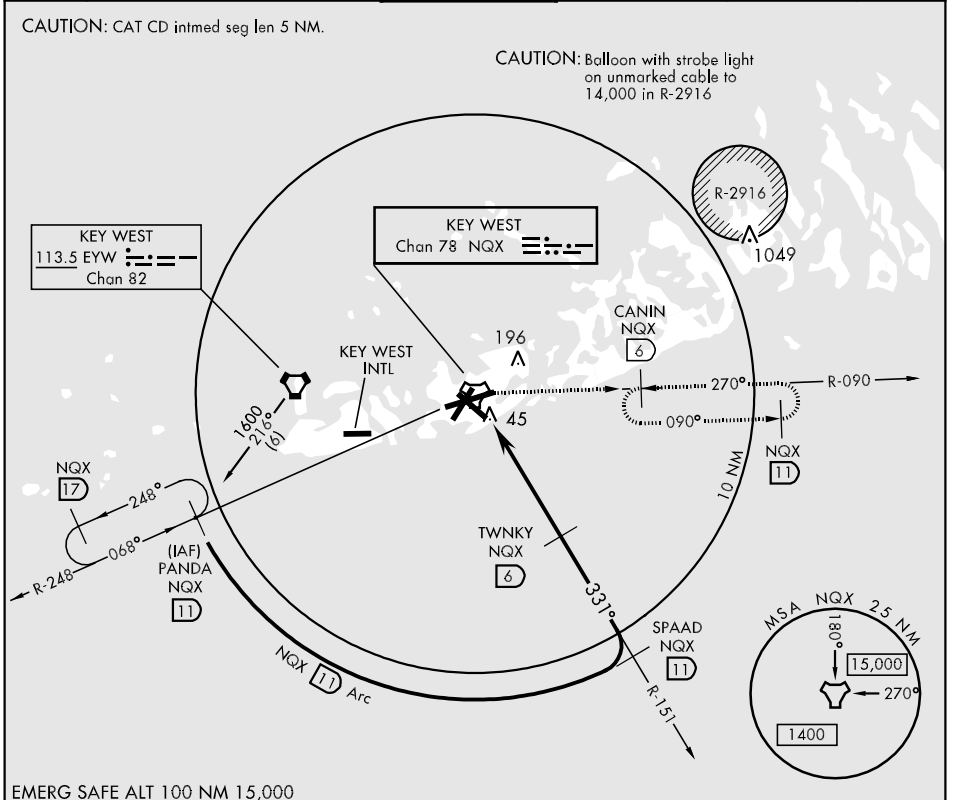 CAUTION: CAT CD intmed seg len 5 NM.
CAUTION: Balloon with strobe light
on unmarked cable to
14,000 in R-2916
R-2916
1049
KEY WEST
Chan 78 NQX
KEY WEST
113.5 EYW
Chan 82
CANIN
NQX
6
196
KEY WEST
INTL
45
270°
R-090
090°
NQX
11
10 NM
1600
216°
(6)
NQX
17
248°
068°
R-248
(IAF)
PANDA
NQX
11
TWNKY
NQX
6
331°
SPAAD
NQX
11
R-151
NQX 11 Arc
MSA NQX 25 NM
180°
15,000
270°
1400
EMERG SAFE ALT 100 NM 15,000